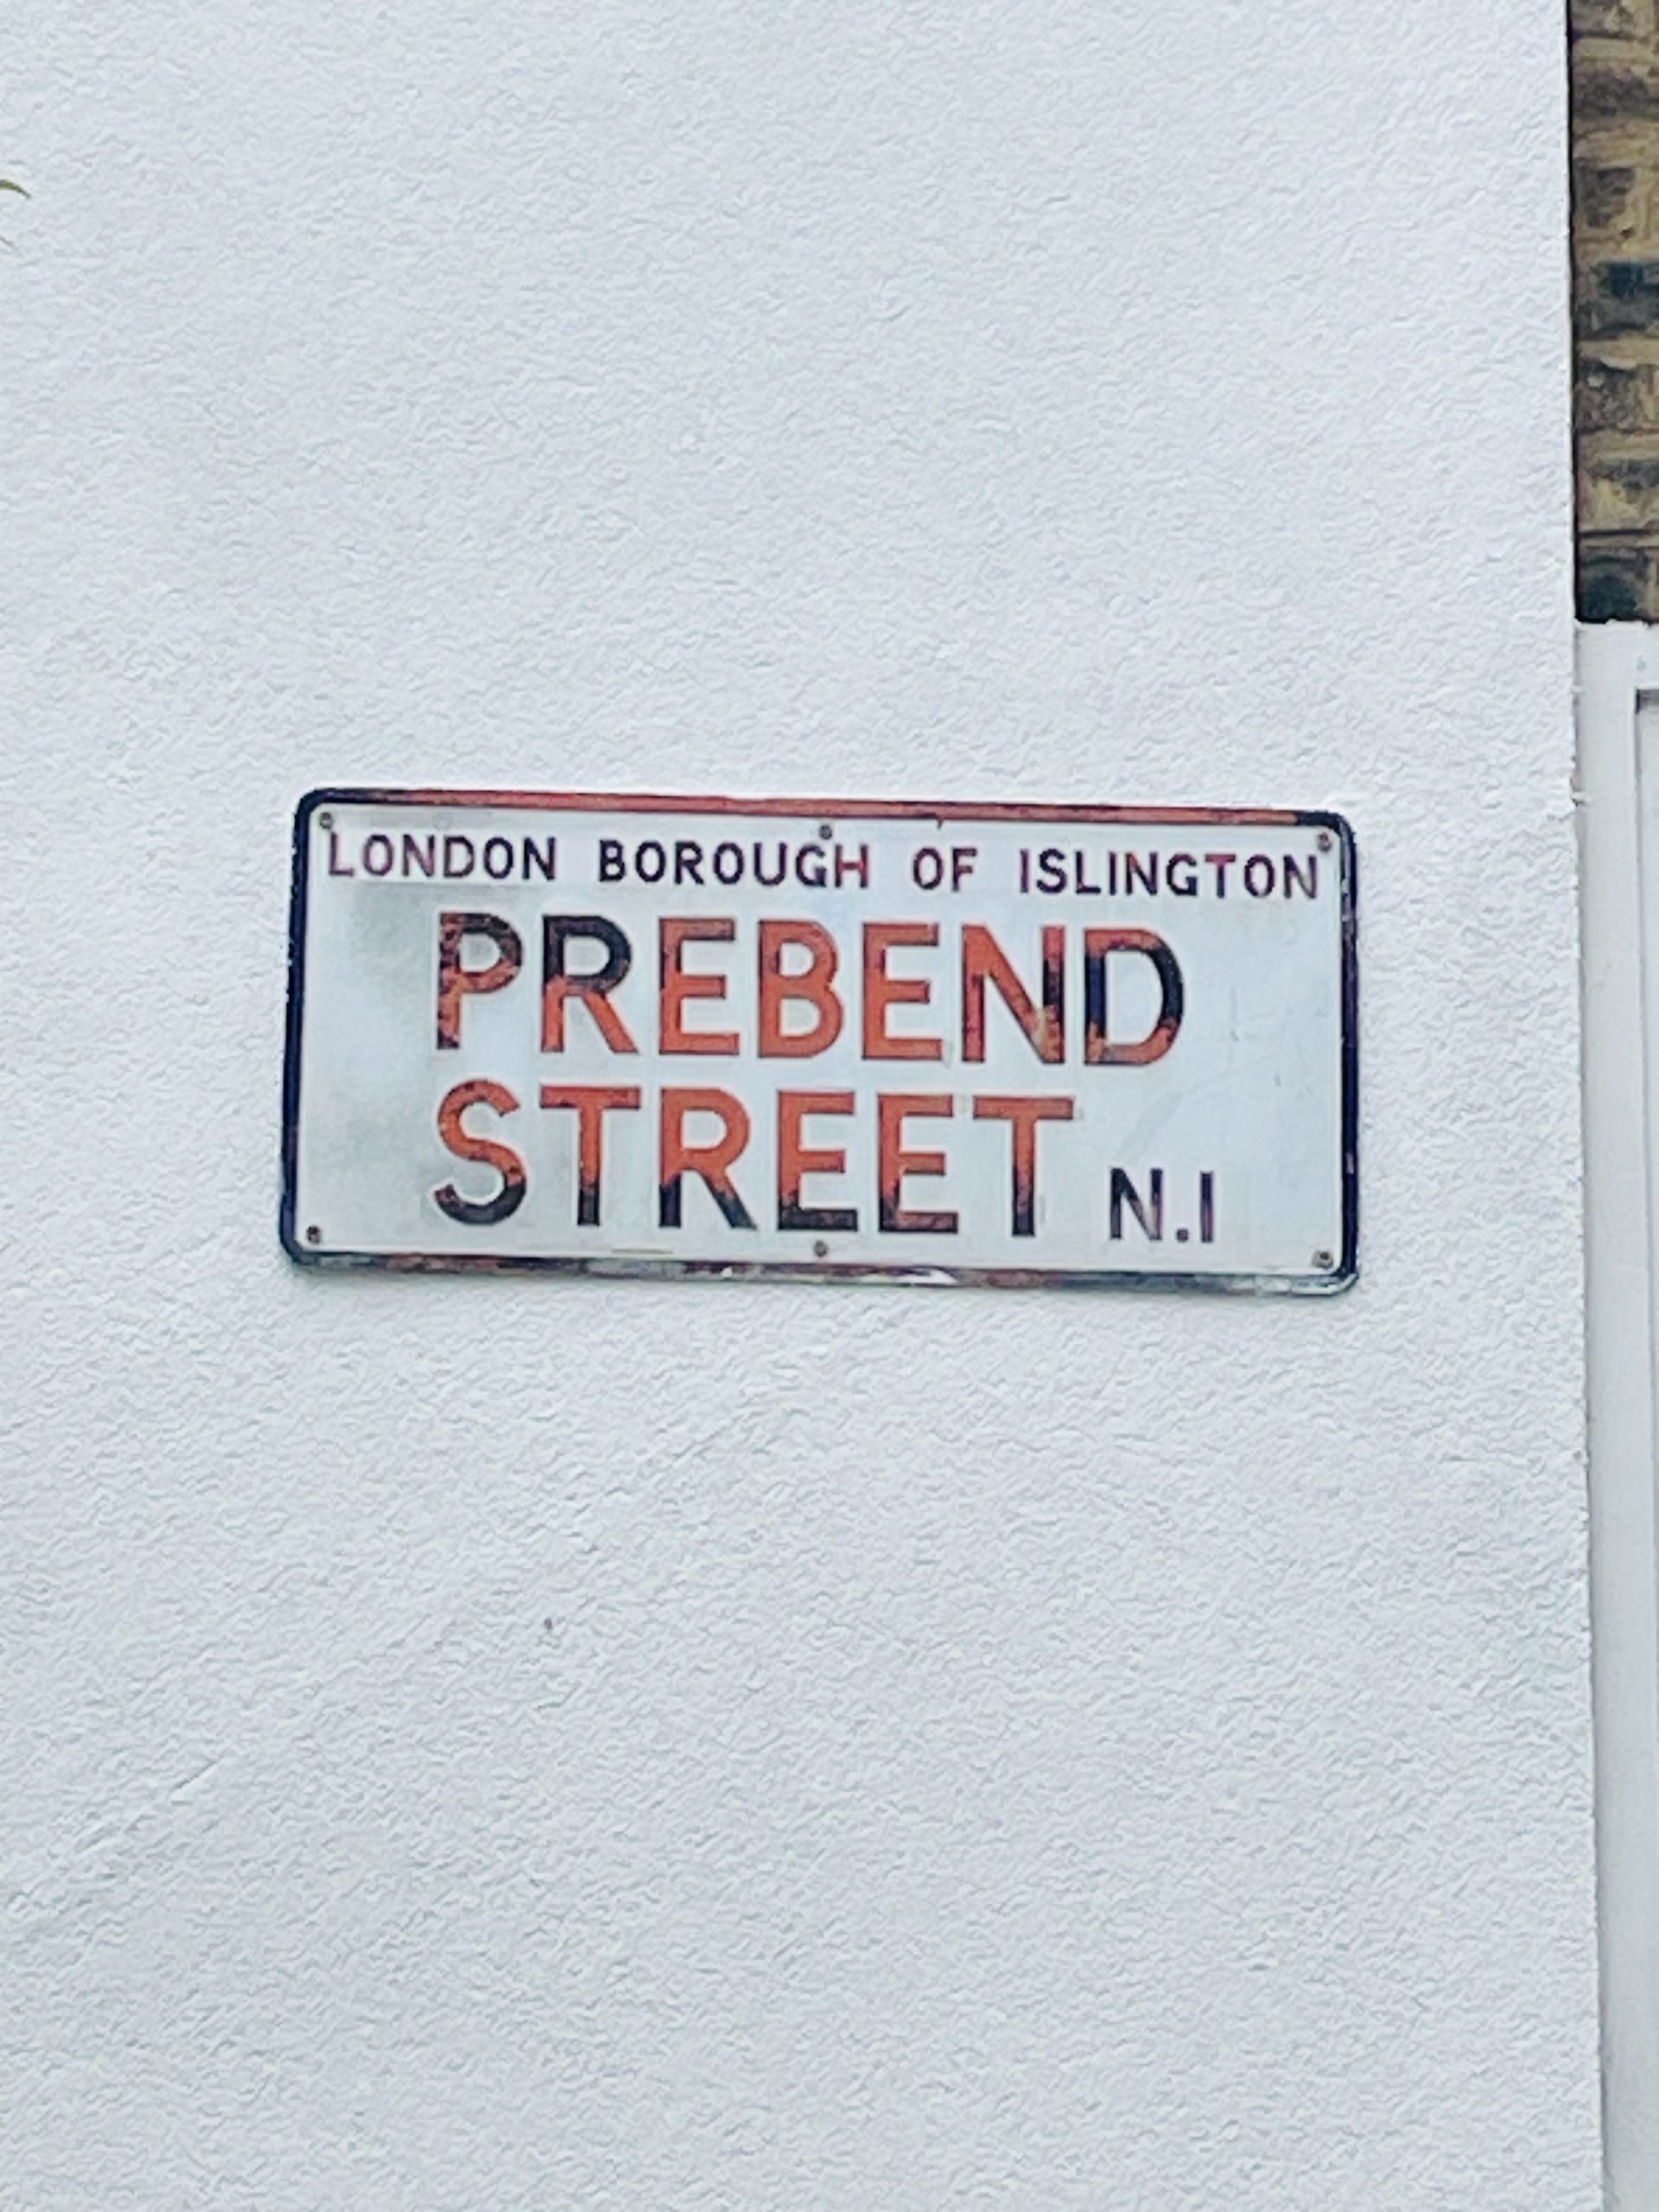 LONDON BOROUGH OF ISLINGTON
PREBEND
STREET N.1